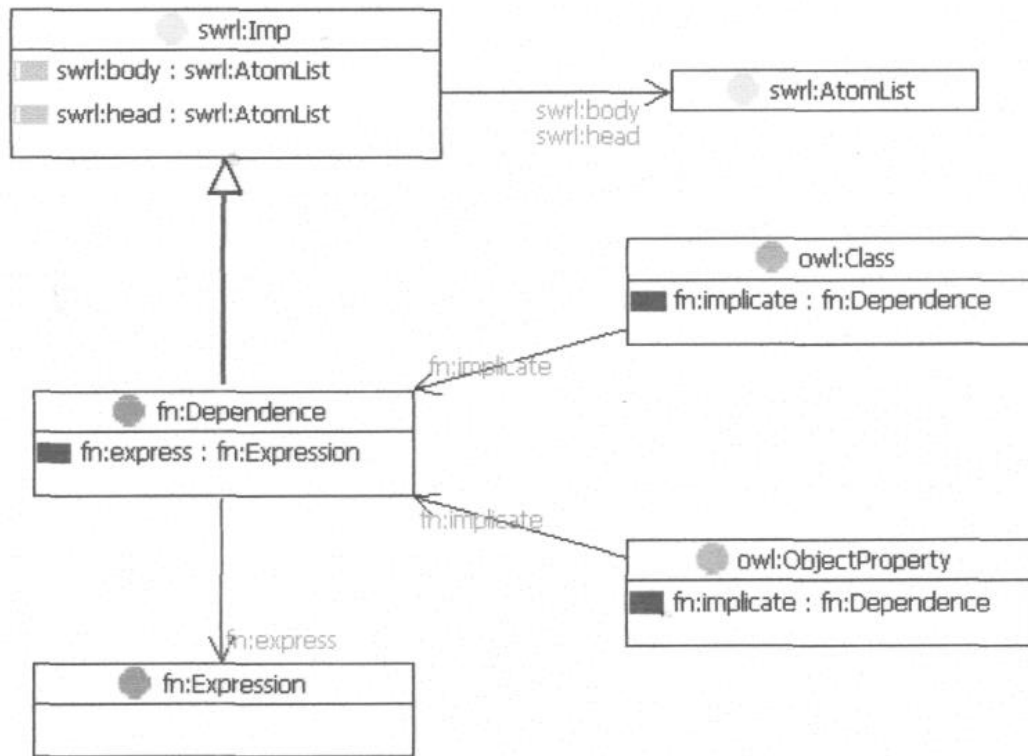 swrl:Imp
swrl:body : swrl:AtomList
swrl:head : swrl:AtomList
swrl:AtomList
swrl:body
swrl:head
owl:Class
fn:implicate : fn:Dependence
fn:implicate
fn:Dependence
fn:express : fn:Expression
fn:implicate
owl:ObjectProperty
fn:implicate : fn:Dependence
fn:express
fn:Expression